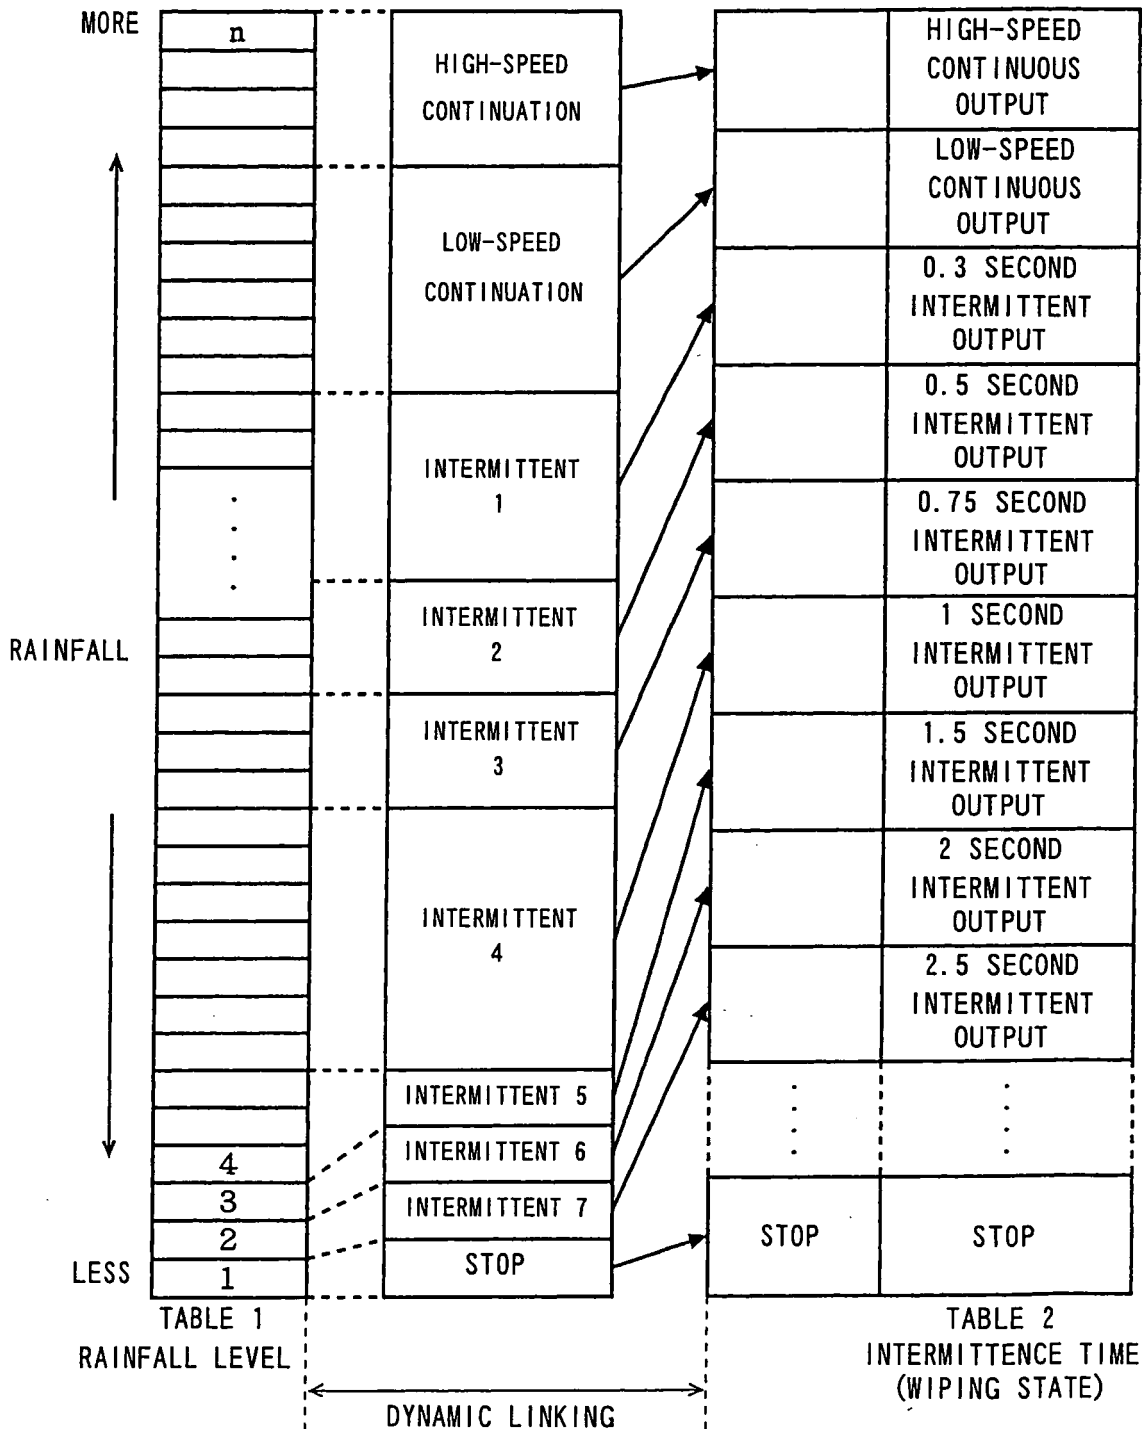 MORE
n
RAINFALL
4
3
2
LESS
1
TABLE 1
RAINFALL LEVEL
HIGH-SPEED
CONTINUATION
LOW-SPEED
CONTINUATION
INTERMITTENT
1
INTERMITTENT
2
INTERMITTENT
3
INTERMITTENT
4
INTERMITTENT 5
INTERMITTENT 6
INTERMITTENT 7
STOP
DYNAMIC LINKING
HIGH-SPEED
CONTINUOUS
OUTPUT
LOW-SPEED
CONTINUOUS
OUTPUT
0.3 SECOND
INTERMITTENT
OUTPUT
0.5 SECOND
INTERMITTENT
OUTPUT
0.75 SECOND
INTERMITTENT
OUTPUT
1 SECOND
INTERMITTENT
OUTPUT
1.5 SECOND
INTERMITTENT
OUTPUT
2 SECOND
INTERMITTENT
OUTPUT
2.5 SECOND
INTERMITTENT
OUTPUT
STOP
STOP
TABLE 2
INTERMITTENCE TIME
(WIPING STATE)